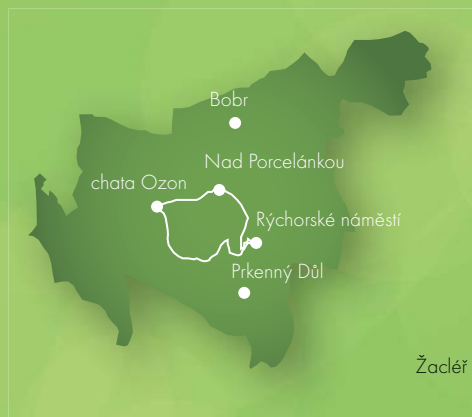 Bobr
Nad Porcelánkou
chata Ozon
Rýchorské náměstí
Prkenný Důl
Žacléř